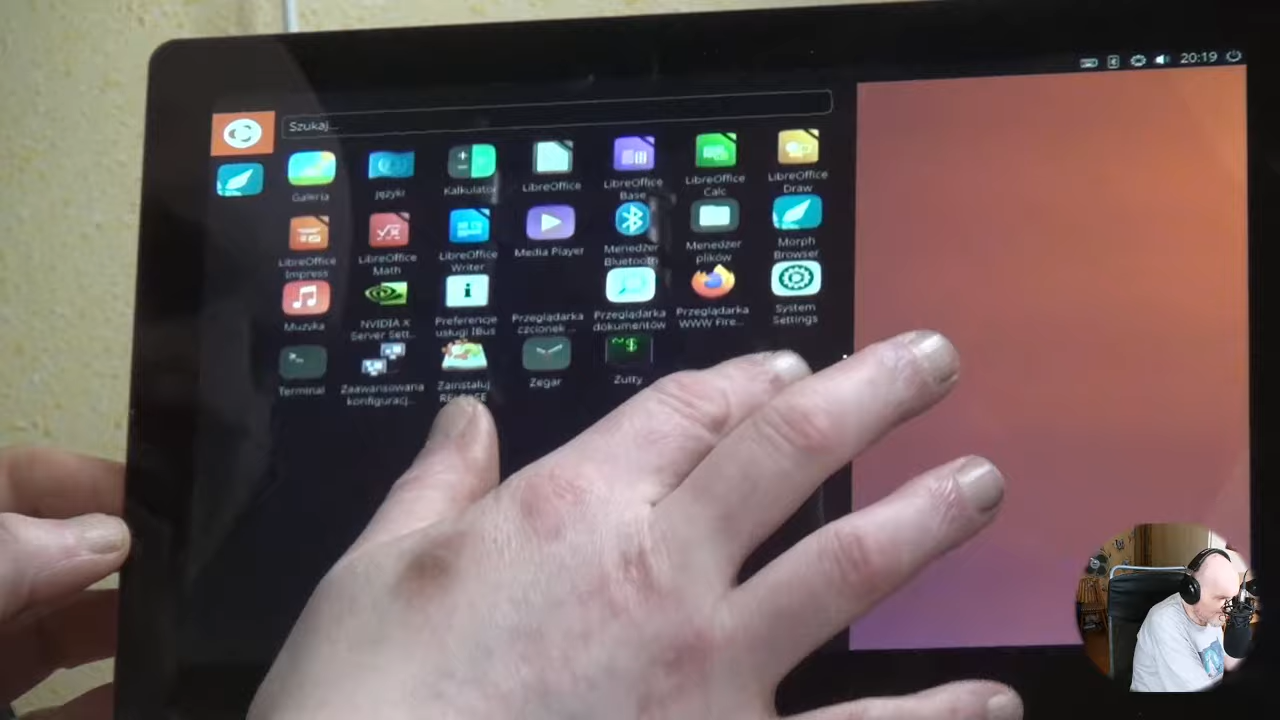 20:19
Szukaj...
Galeria
Języki
Kalkulator
LibreOffice
LibreOffice
Base
LibreOffice
Calc
LibreOffice
Draw
LibreOffice
Impress
LibreOffice
Math
LibreOffice
Writer
Media Player
Menedżer
Bluetooth
Menedżer
plików
Morph
Browser
Muzyka
NVIDIA X
Server Sett...
Preferencje
usługi IBus
Przeglądarka
czcionek ...
Przeglądarka
dokumentów
Przeglądarka
WWW Fire...
System
Settings
Terminal
Zaawansowana
konfiguracj...
Zainstaluj
RELEASE
Zegar
Zutty